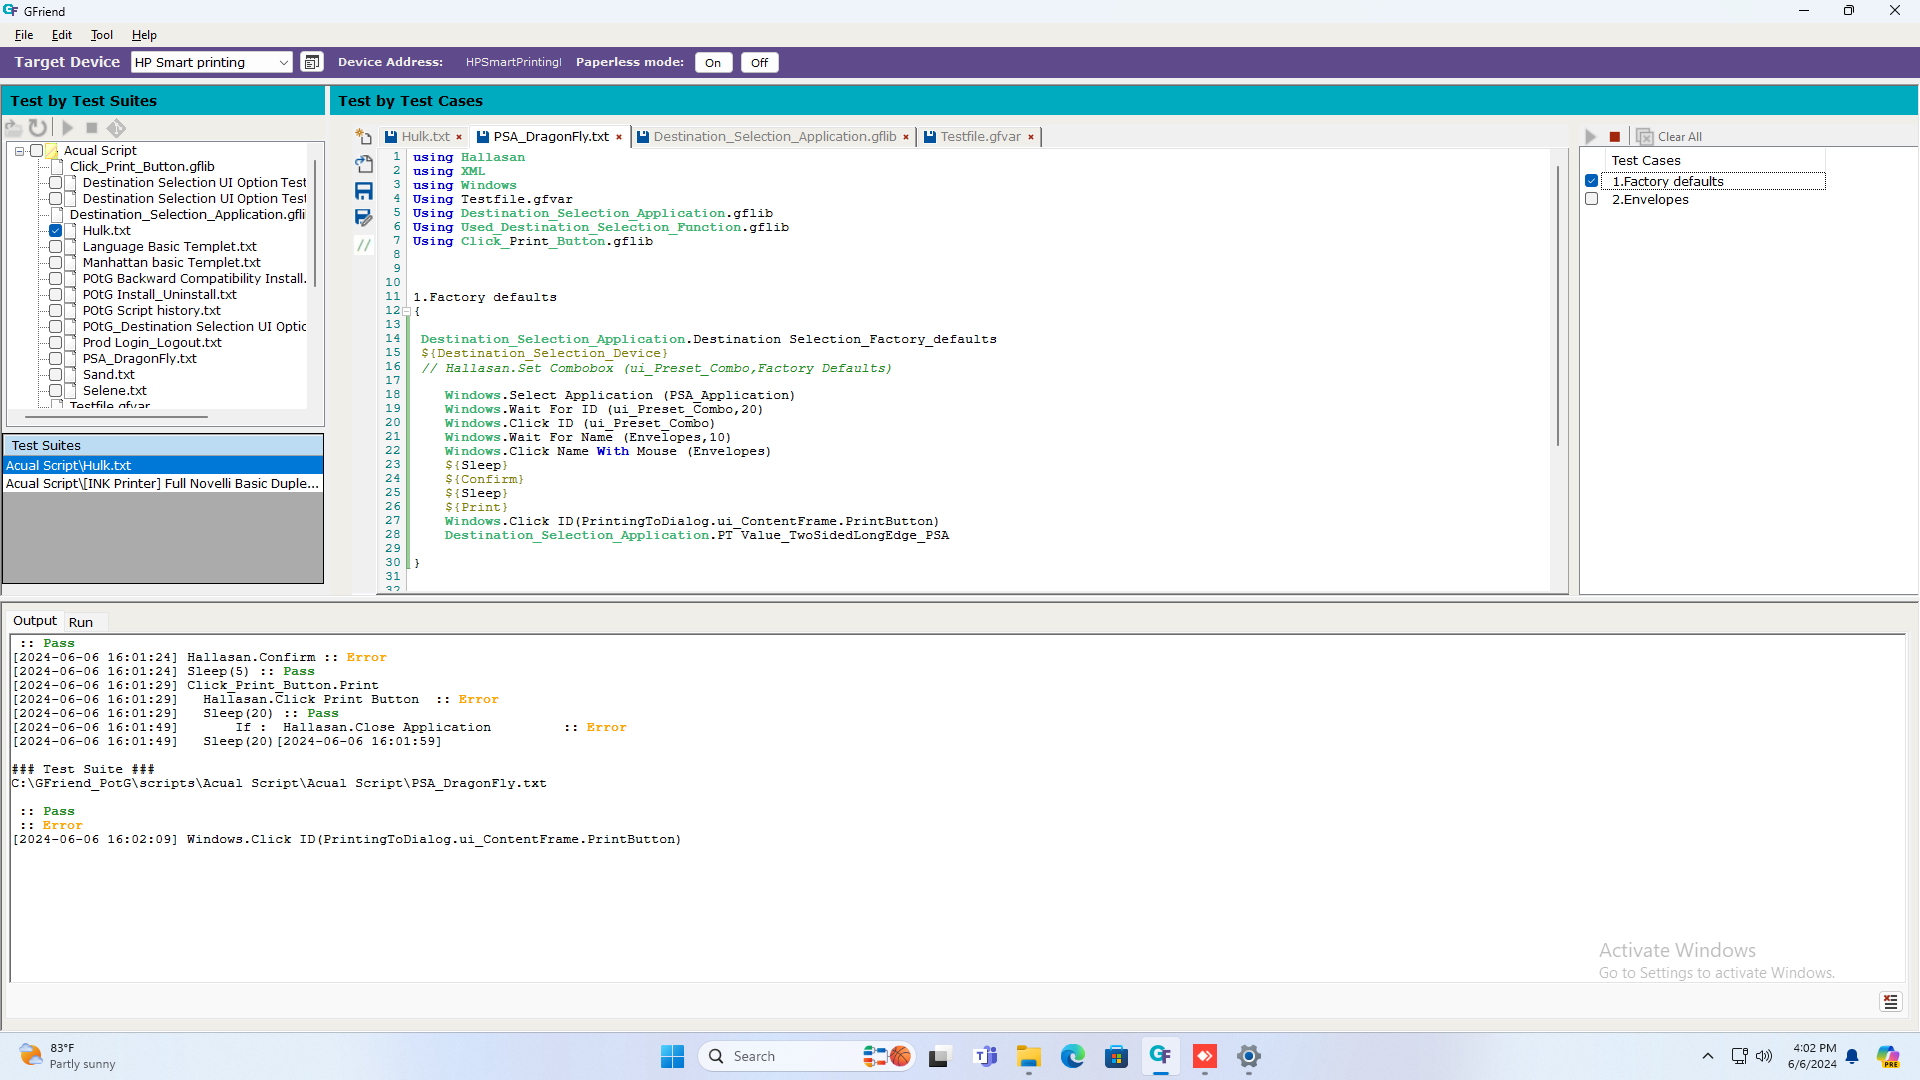 GFriend
File Edit Tool Help
Target Device HP Smart printing Device Address: HPSmartPrintingI Paperless mode: On Off
Test by Test Suites
Acual Script
Click_Print_Button.gflib
Destination Selection UI Option Test
Destination Selection UI Option Test
Destination_Selection_Application.gfli
Hulk.txt
Language Basic Templet.txt
Manhattan basic Templet.txt
POtG Backward Compatibility Install.
POtG Install_Uninstall.txt
POtG Script history.txt
POtG_Destination Selection UI Optic
Prod Login_Logout.txt
PSA_DragonFly.txt
Sand.txt
Selene.txt
Testfile.gfvar
Test Suites
Acual Script\Hulk.txt
Acual Script\[INK Printer] Full Novelli Basic Duple...
Test by Test Cases
Hulk.txt × PSA_DragonFly.txt × Destination_Selection_Application.gflib × Testfile.gfvar ×
1 using Hallasan
2 using XML
3 using Windows
4 Using Testfile.gfvar
5 Using Destination_Selection_Application.gflib
6 Using Used_Destination_Selection_Function.gflib
7 Using Click_Print_Button.gflib
8
9
10
11 1.Factory defaults
12 {
13
14 Destination_Selection_Application.Destination Selection_Factory_defaults
15 ${Destination_Selection_Device}
16 // Hallasan.Set Combobox (ui_Preset_Combo,Factory Defaults)
17
18 Windows.Select Application (PSA_Application)
19 Windows.Wait For ID (ui_Preset_Combo,20)
20 Windows.Click ID (ui_Preset_Combo)
21 Windows.Wait For Name (Envelopes,10)
22 Windows.Click Name With Mouse (Envelopes)
23 ${Sleep}
24 ${Confirm}
25 ${Sleep}
26 ${Print}
27 Windows.Click ID(PrintingToDialog.ui_ContentFrame.PrintButton)
28 Destination_Selection_Application.PT Value_TwoSidedLongEdge_PSA
29
30 }
31
32
//
Clear All
Test Cases
1.Factory defaults
2.Envelopes
Output Run
:: Pass
[2024-06-06 16:01:24] Hallasan.Confirm :: Error
[2024-06-06 16:01:24] Sleep(5) :: Pass
[2024-06-06 16:01:29] Click_Print_Button.Print
[2024-06-06 16:01:29] Hallasan.Click Print Button :: Error
[2024-06-06 16:01:29] Sleep(20) :: Pass
[2024-06-06 16:01:49] If : Hallasan.Close Application :: Error
[2024-06-06 16:01:49] Sleep(20)[2024-06-06 16:01:59]
### Test Suite ###
C:\GFriend_PotG\scripts\Acual Script\Acual Script\PSA_DragonFly.txt
:: Pass
:: Error
[2024-06-06 16:02:09] Windows.Click ID(PrintingToDialog.ui_ContentFrame.PrintButton)
Activate Windows
Go to Settings to activate Windows.
83°F
Partly sunny
Search
GF
4:02 PM
6/6/2024
PRE